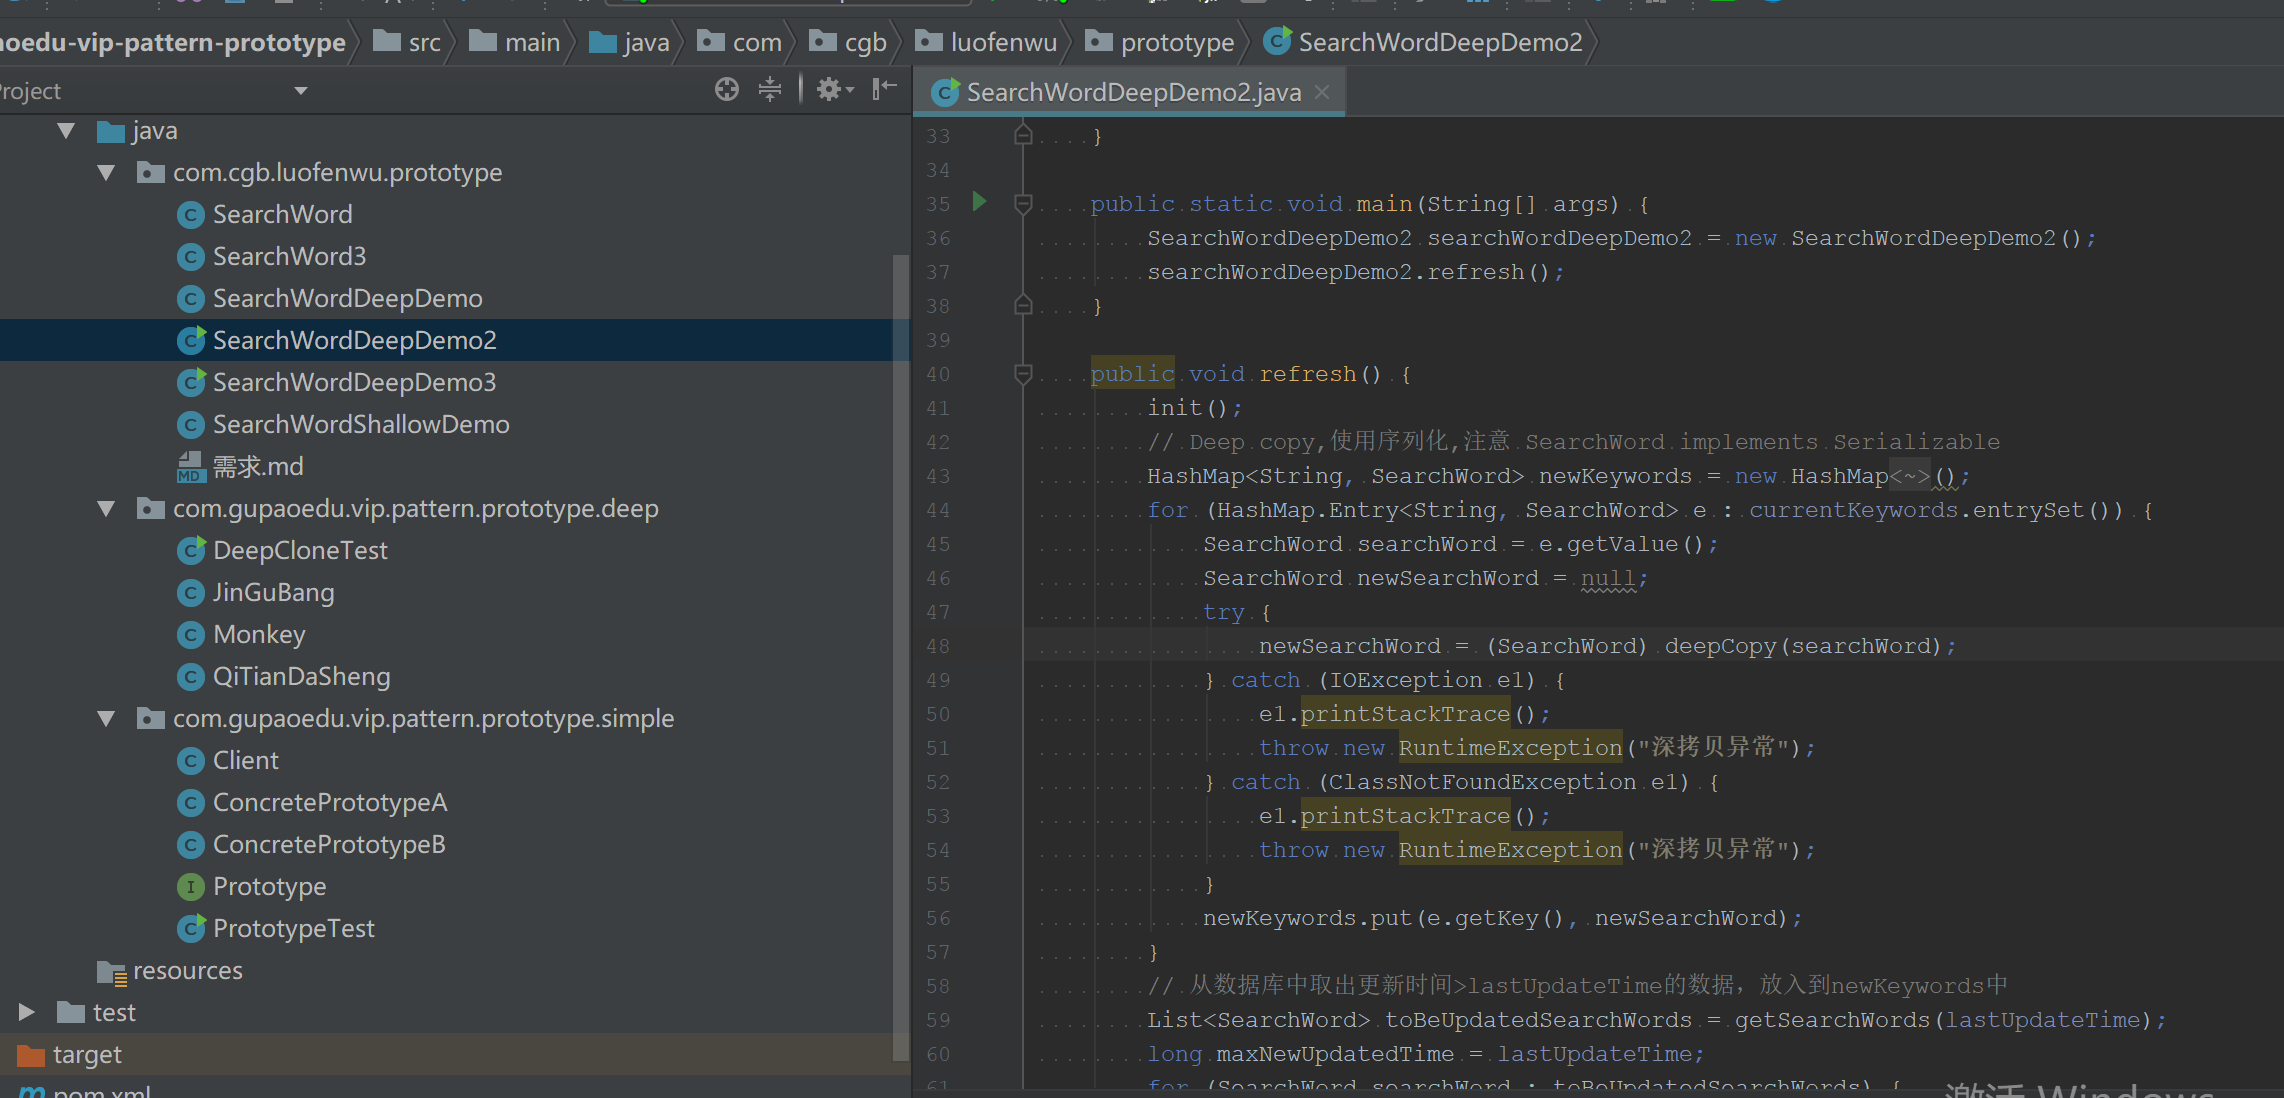 aoedu-vip-pattern-prototype src main java com cgb luofenwu prototype SearchWordDeepDemo2
Project
SearchWordDeepDemo2.java
java
com.cgb.luofenwu.prototype
SearchWord
SearchWord3
SearchWordDeepDemo
SearchWordDeepDemo2
SearchWordDeepDemo3
SearchWordShallowDemo
需求.md
com.gupaoedu.vip.pattern.prototype.deep
DeepCloneTest
JinGuBang
Monkey
QiTianDaSheng
com.gupaoedu.vip.pattern.prototype.simple
Client
ConcretePrototypeA
ConcretePrototypeB
Prototype
PrototypeTest
resources
test
target
pom.xml
33 }
34
35 public static void main(String[] args) {
36 SearchWordDeepDemo2 searchWordDeepDemo2 = new SearchWordDeepDemo2();
37 searchWordDeepDemo2.refresh();
38 }
39
40 public void refresh() {
41 init();
42 // Deep copy,使用序列化,注意 SearchWord implements Serializable
43 HashMap<String, SearchWord> newKeywords = new HashMap<~>();
44 for (HashMap.Entry<String, SearchWord> e : currentKeywords.entrySet()) {
45 SearchWord searchWord = e.getValue();
46 SearchWord newSearchWord = null;
47 try {
48 newSearchWord = (SearchWord) deepCopy(searchWord);
49 } catch (IOException e1) {
50 e1.printStackTrace();
51 throw new RuntimeException("深拷贝异常");
52 } catch (ClassNotFoundException e1) {
53 e1.printStackTrace();
54 throw new RuntimeException("深拷贝异常");
55 }
56 newKeywords.put(e.getKey(), newSearchWord);
57 }
58 // 从数据库中取出更新时间>lastUpdateTime的数据，放入到newKeywords中
59 List<SearchWord> toBeUpdatedSearchWords = getSearchWords(lastUpdateTime);
60 long maxNewUpdatedTime = lastUpdateTime;
61 for (SearchWord searchWord : toBeUpdatedSearchWords) {
激活 Windows